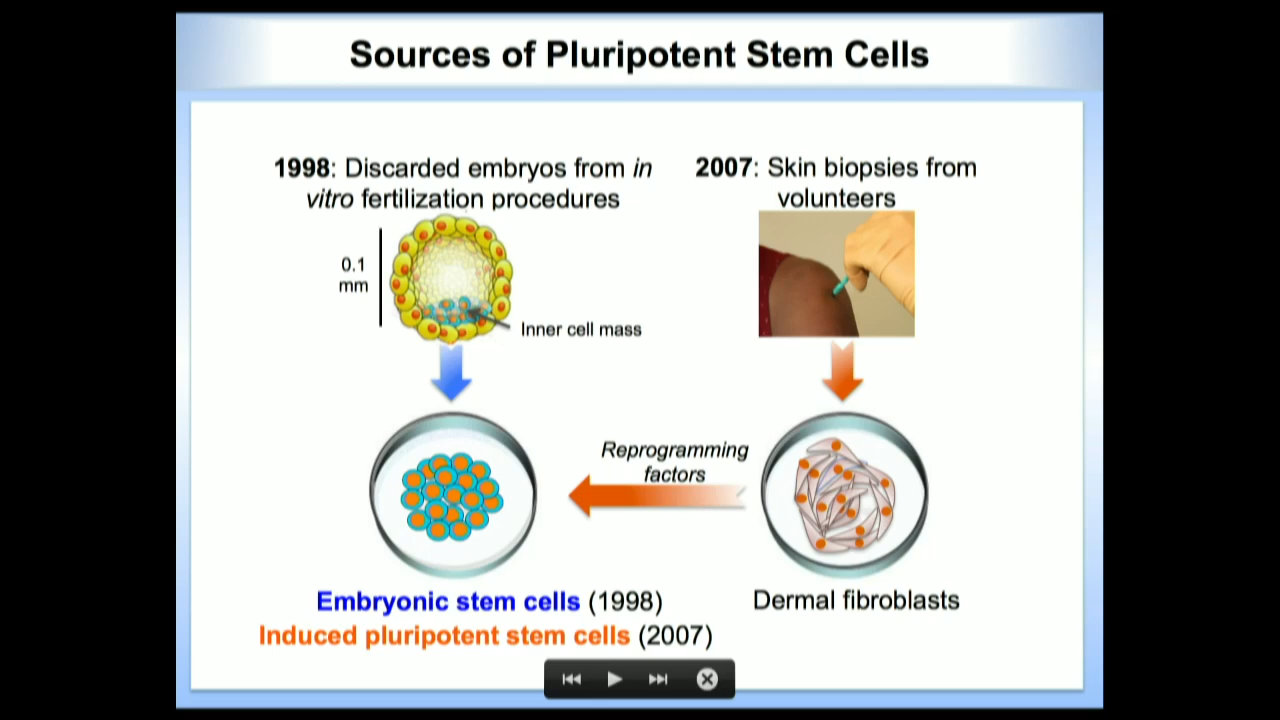 Sources of Pluripotent Stem Cells
1998: Discarded embryos from in
vitro fertilization procedures
0.1
mm
Inner cell mass
2007: Skin biopsies from
volunteers
Reprogramming
factors
Embryonic stem cells (1998)
Induced pluripotent stem cells (2007)
Dermal fibroblasts